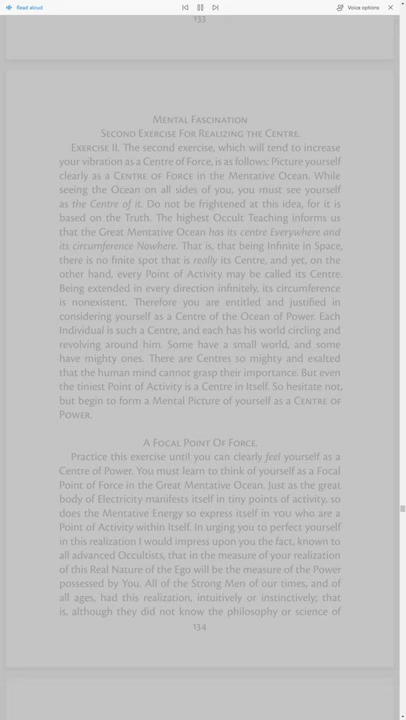 Read aloud
Voice options
133
Mental Fascination
Second Exercise For Realizing the Centre.
Exercise II. The second exercise, which will tend to increase
your vibration as a Centre of Force, is as follows: Picture yourself
clearly as a Centre of Force in the Mentative Ocean. While
seeing the Ocean on all sides of you, you must see yourself
as the Centre of it. Do not be frightened at this idea, for it is
based on the Truth. The highest Occult Teaching informs us
that the Great Mentative Ocean has its centre Everywhere and
its circumference Nowhere. That is, that being Infinite in Space,
there is no finite spot that is really its Centre, and yet, on the
other hand, every Point of Activity may be called its Centre.
Being extended in every direction infinitely, its circumference
is nonexistent. Therefore you are entitled and justified in
considering yourself as a Centre of the Ocean of Power. Each
Individual is such a Centre, and each has his world circling and
revolving around him. Some have a small world, and some
have mighty ones. There are Centres so mighty and exalted
that the human mind cannot grasp their importance. But even
the tiniest Point of Activity is a Centre in Itself. So hesitate not,
but begin to form a Mental Picture of yourself as a Centre of
Power.
A Focal Point Of Force.
Practice this exercise until you can clearly feel yourself as a
Centre of Power. You must learn to think of yourself as a Focal
Point of Force in the Great Mentative Ocean. Just as the great
body of Electricity manifests itself in tiny points of activity, so
does the Mentative Energy so express itself in you who are a
Point of Activity within Itself. In urging you to perfect yourself
in this realization I would impress upon you the fact, known to
all advanced Occultists, that in the measure of your realization
of this Real Nature of the Ego will be the measure of the Power
possessed by You. All of the Strong Men of our times, and of
all ages, had this realization, intuitively or instinctively; that
is, although they did not know the philosophy or science of
134